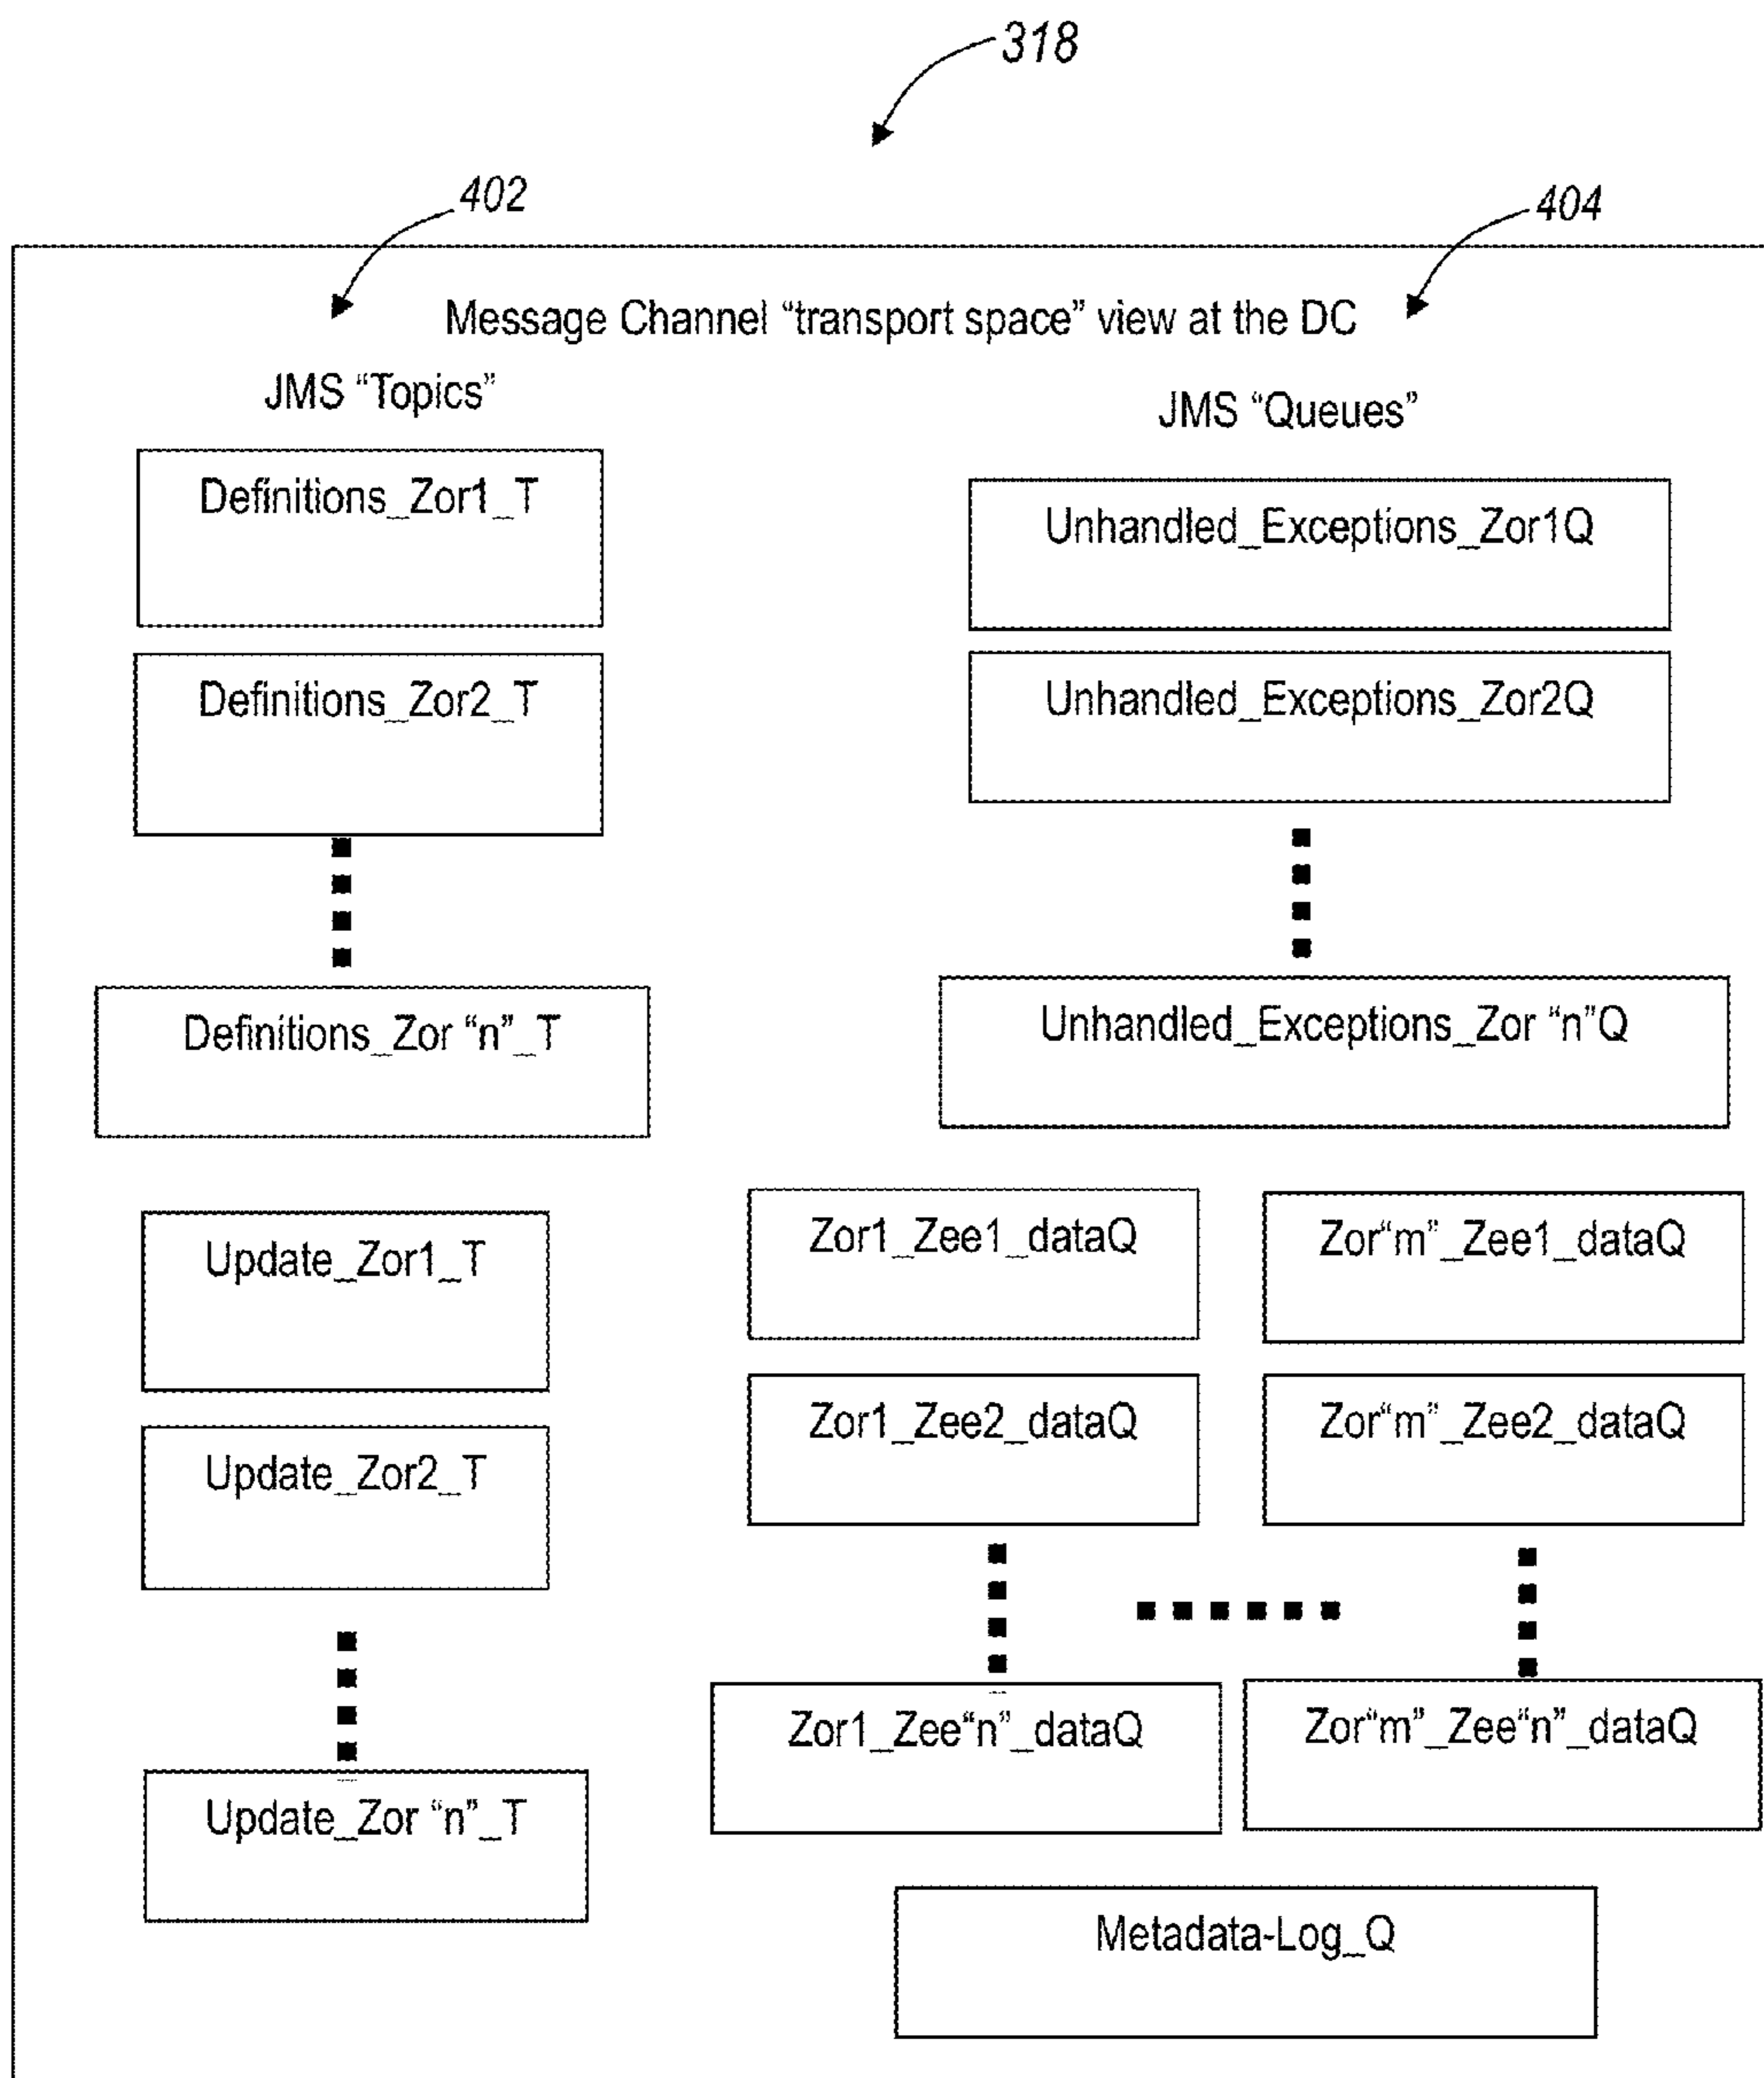 318
402
404
Message Channel “transport space” view at the DC
JMS “Topics”
JMS “Queues”
Definitions_Zor1_T
Unhandled_Exceptions_Zor1Q
Definitions_Zor2_T
Unhandled_Exceptions_Zor2Q
Definitions_Zor “n”_T
Unhandled_Exceptions_Zor “n”Q
Update_Zor1_T
Zor1_Zee1_dataQ
Zor“m”_Zee1_dataQ
Update_Zor2_T
Zor1_Zee2_dataQ
Zor“m”_Zee2_dataQ
Update_Zor “n”_T
Zor1_Zee“n”_dataQ
Zor“m”_Zee“n”_dataQ
Metadata-Log_Q